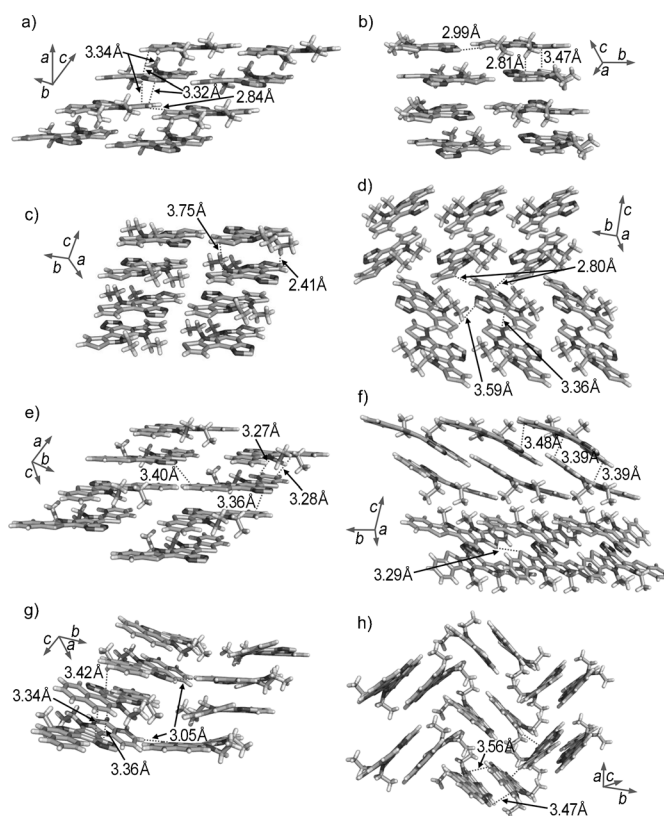 a)
a
c
b
3.34Å
3.32Å
2.84Å
b)
c
b
a
2.99Å
2.81Å
3.47Å
c)
c
b
a
3.75Å
2.41Å
d)
c
b
a
2.80Å
3.59Å
3.36Å
e)
a
b
c
3.27Å
3.40Å
3.36Å
3.28Å
f)
c
b
a
3.48Å
3.39Å
3.39Å
3.29Å
g)
c
a
b
3.42Å
3.34Å
3.05Å
3.36Å
h)
3.56Å
3.47Å
a
c
b